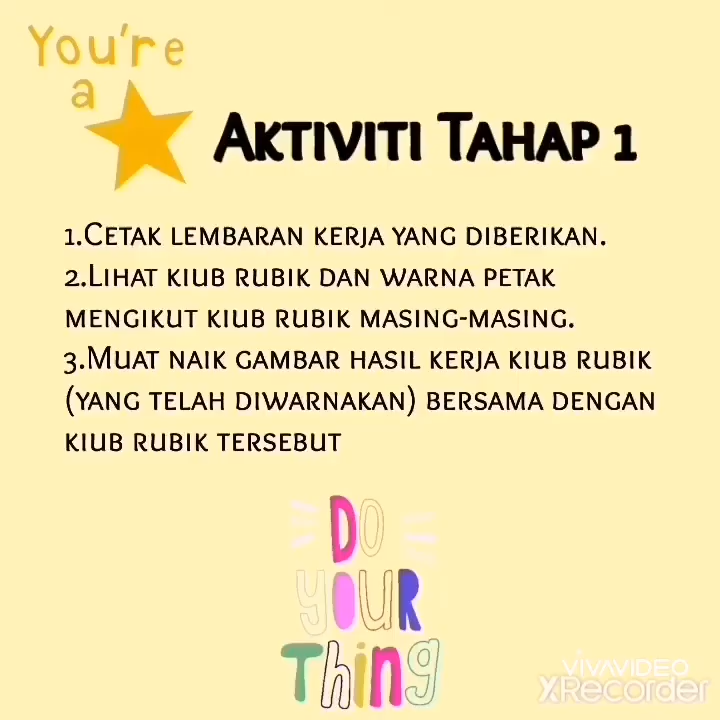 You're
a
AKTIVITI TAHAP 1
1.CETAK LEMBARAN KERJA YANG DIBERIKAN.
2.LIHAT KIUB RUBIK DAN WARNA PETAK
MENGIKUT KIUB RUBIK MASING-MASING.
3.MUAT NAIK GAMBAR HASIL KERJA KIUB RUBIK
(YANG TELAH DIWARNAKAN) BERSAMA DENGAN
KIUB RUBIK TERSEBUT
DO
YOUR
Thing
VIVAVIDEO
XRecorder